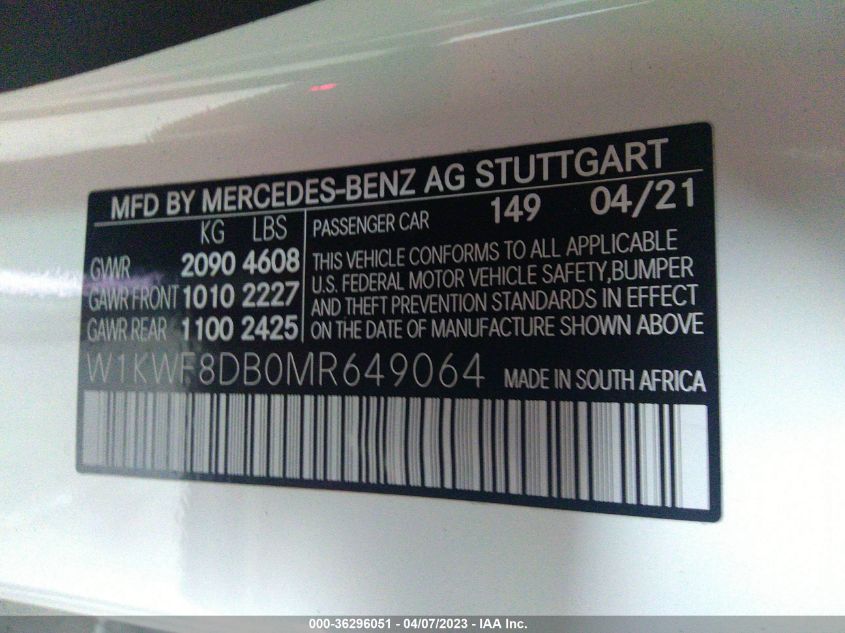 MFD BY MERCEDES-BENZ AG STUTTGART
KG LBS
GVWR 2090 4608
GAWR FRONT 1010 2227
GAWR REAR 1100 2425
PASSENGER CAR 149 04/21
THIS VEHICLE CONFORMS TO ALL APPLICABLE
U.S. FEDERAL MOTOR VEHICLE SAFETY,BUMPER
AND THEFT PREVENTION STANDARDS IN EFFECT
ON THE DATE OF MANUFACTURE SHOWN ABOVE
W1KWF8DB0MR649064 MADE IN SOUTH AFRICA
000-36296051 - 04/07/2023 - IAA Inc.